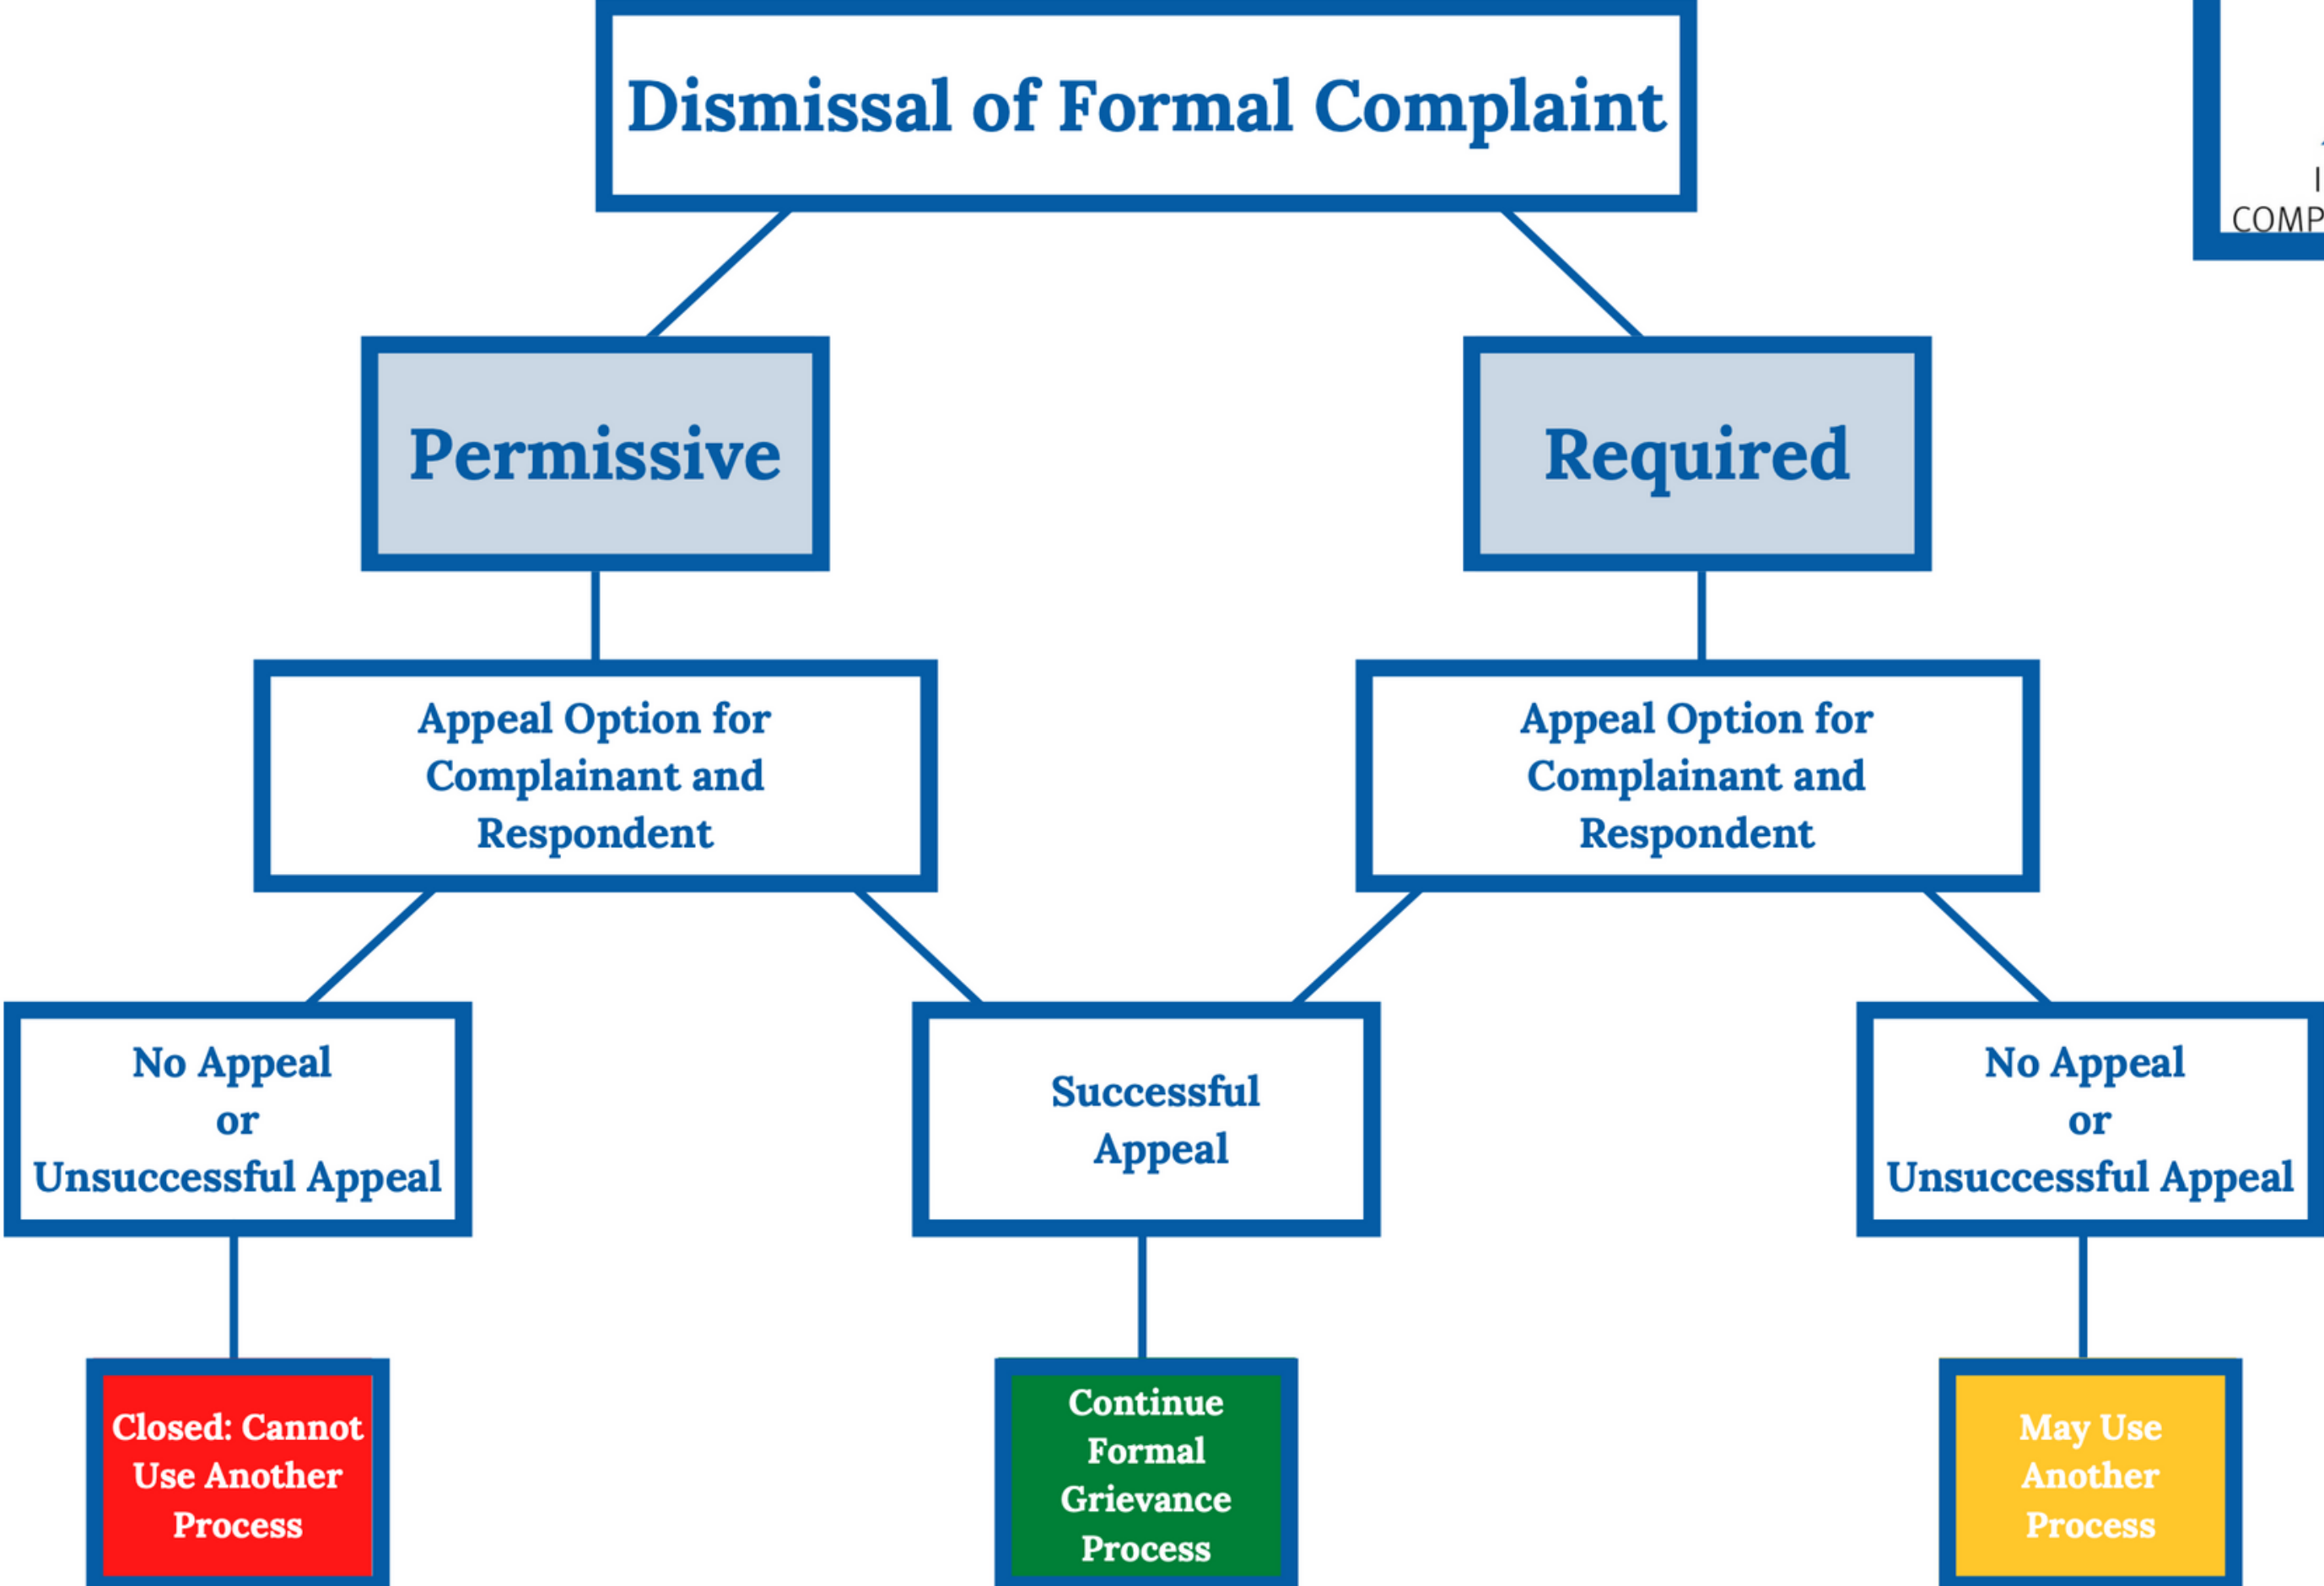 Dismissal of Formal Complaint
Permissive
Required
Appeal Option for
Complainant and
Respondent
Appeal Option for
Complainant and
Respondent
No Appeal
or
Unsuccessful Appeal
Successful
Appeal
No Appeal
or
Unsuccessful Appeal
Closed: Cannot
Use Another
Process
Continue
Formal
Grievance
Process
May Use
Another
Process